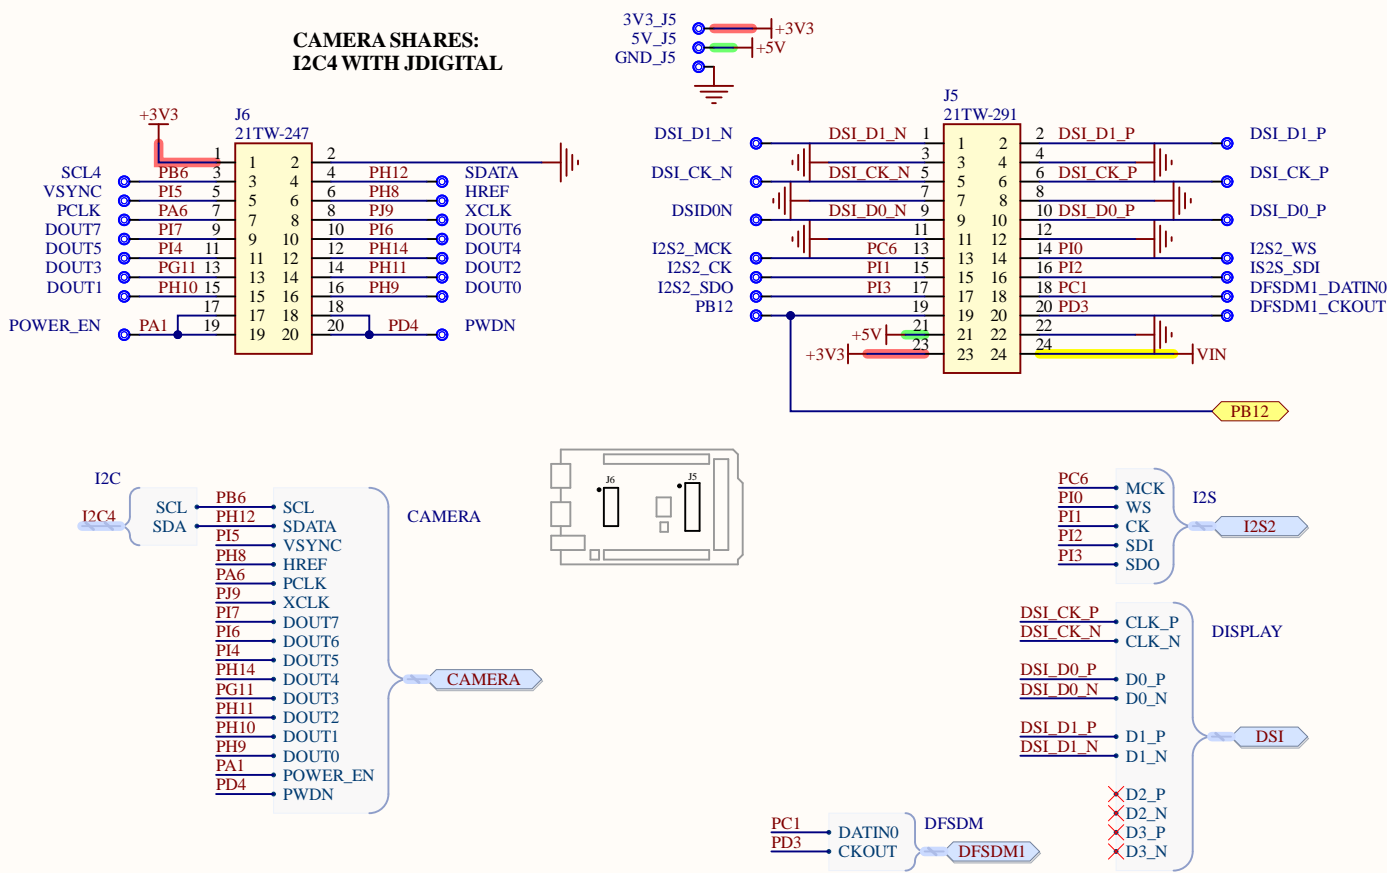 CAMERA SHARES:
I2C4 WITH JDIGITAL
3V3_J5 +3V3
5V_J5 +5V
GND_J5
+3V3
J6
21TW-247
1 1 2 2
SCL4 PB6 3 3 4 4 PH12 SDATA
VSYNC PI5 5 5 6 6 PH8 HREF
PCLK PA6 7 7 8 8 PJ9 XCLK
DOUT7 PI7 9 9 10 10 PI6 DOUT6
DOUT5 PI4 11 11 12 12 PH14 DOUT4
DOUT3 PG11 13 13 14 14 PH11 DOUT2
DOUT1 PH10 15 15 16 16 PH9 DOUT0
17 17 18 18
POWER_EN PA1 19 19 20 20 PD4 PWDN
J5
21TW-291
DSI_D1_N DSI_D1_N 1 1 2 2 DSI_D1_P DSI_D1_P
3 3 4 4
DSI_CK_N DSI_CK_N 5 5 6 6 DSI_CK_P DSI_CK_P
7 7 8 8
DSID0N DSI_D0_N 9 9 10 10 DSI_D0_P DSI_D0_P
11 11 12 12
I2S2_MCK PC6 13 13 14 14 PI0 I2S2_WS
I2S2_CK PI1 15 15 16 16 PI2 IS2S_SDI
I2S2_SDO PI3 17 17 18 18 PC1 DFSDM1_DATIN0
PB12 19 19 20 20 PD3 DFSDM1_CKOUT
+5V 21 21 22 22
+3V3 23 23 24 24 VIN
PB12
I2C
I2C4
SCL PB6 SCL
SDA PH12 SDATA
PI5 VSYNC
PH8 HREF
PA6 PCLK
PJ9 XCLK
PI7 DOUT7
PI6 DOUT6
PI4 DOUT5
PH14 DOUT4
PG11 DOUT3
PH11 DOUT2
PH10 DOUT1
PH9 DOUT0
PA1 POWER_EN
PD4 PWDN
CAMERA
CAMERA
J6
J5
PC6 MCK
PI0 WS
PI1 CK
PI2 SDI
PI3 SDO
I2S
I2S2
DSI_CK_P CLK_P
DSI_CK_N CLK_N
DSI_D0_P D0_P
DSI_D0_N D0_N
DSI_D1_P D1_P
DSI_D1_N D1_N
D2_P
D2_N
D3_P
D3_N
DISPLAY
DSI
PC1 DATIN0
PD3 CKOUT
DFSDM
DFSDM1